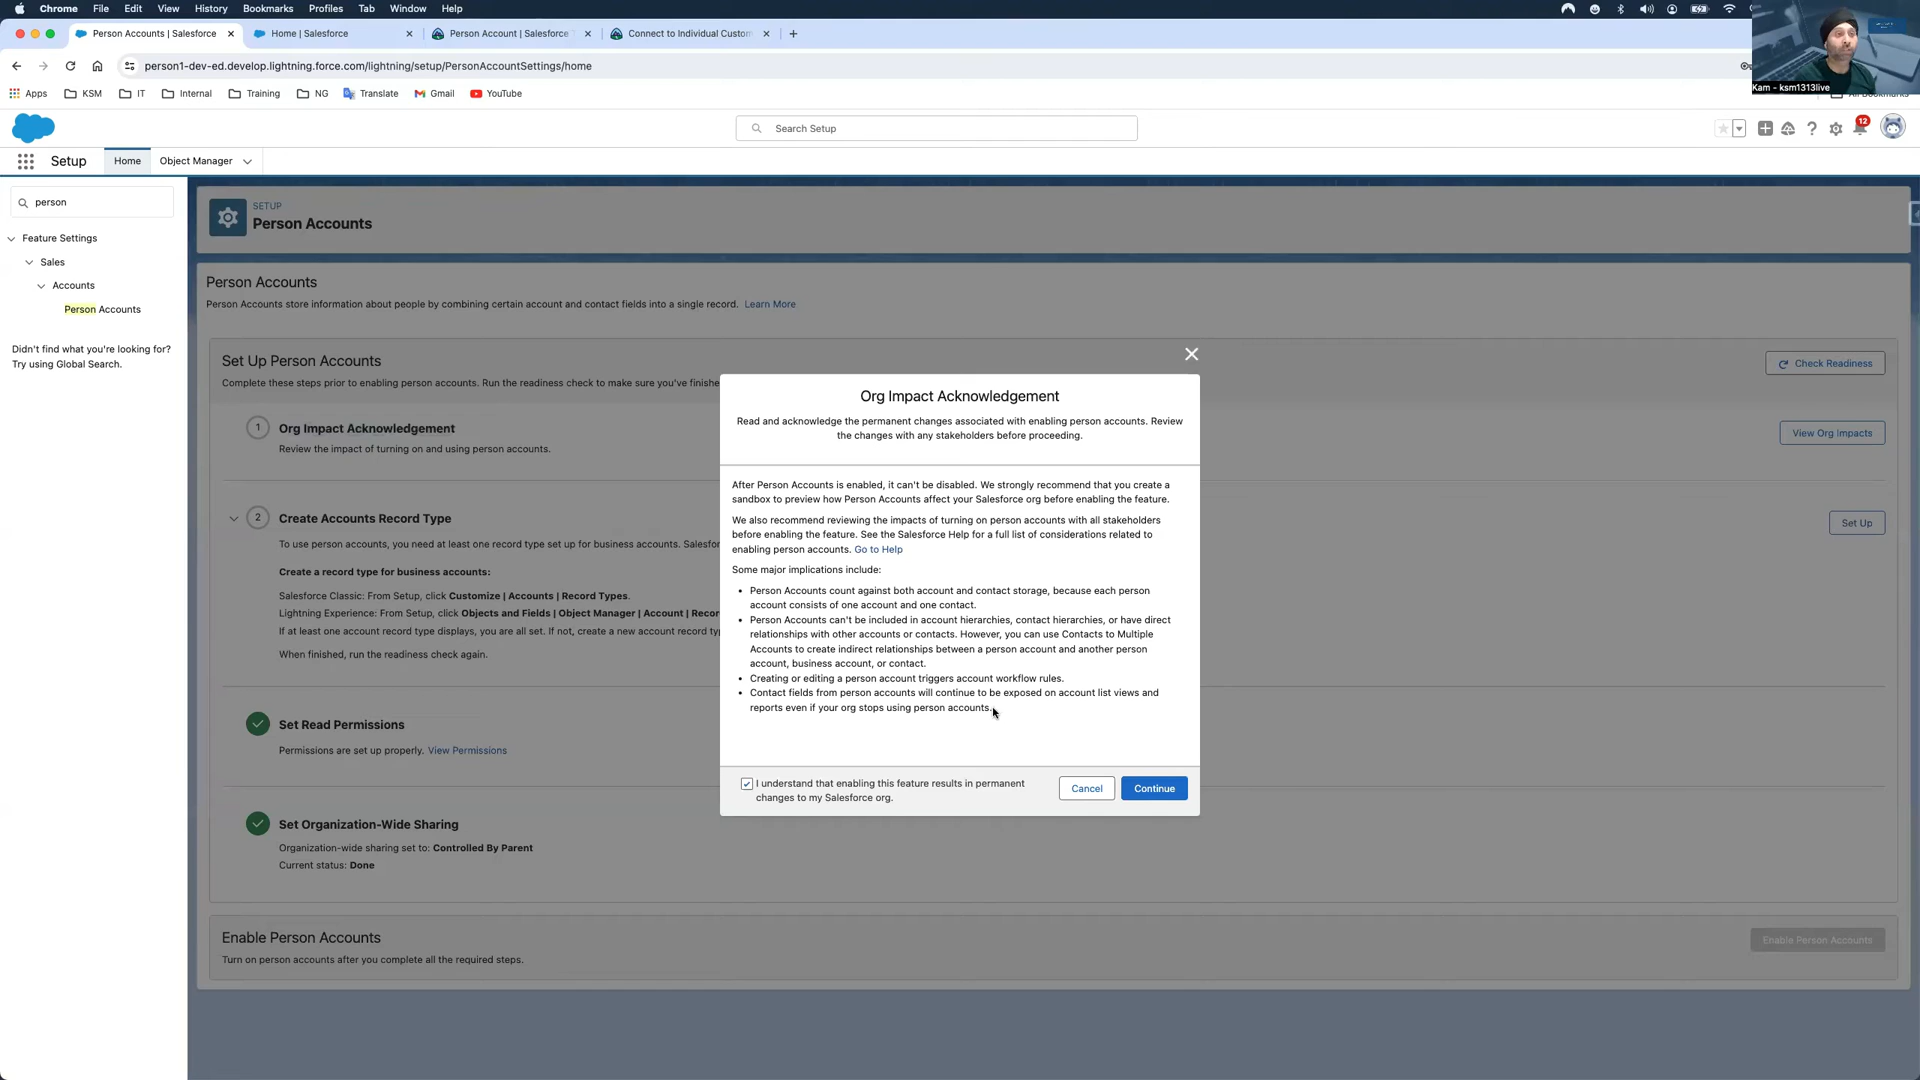 Chrome File Edit View History Bookmarks Profiles Tab Window Help
Person Accounts | Salesforce
Home | Salesforce
Person Account | Salesforce
Connect to Individual Custom
person1-dev-ed.develop.lightning.force.com/lightning/setup/PersonAccountSettings/home
Kam - ksm1313live
Apps KSM IT Internal Training NG Translate Gmail YouTube
All Bookmarks
Search Setup
12
Setup Home Object Manager
person
Feature Settings
Sales
Accounts
Person Accounts
Didn't find what you're looking for?
Try using Global Search.
SETUP
Person Accounts
Person Accounts
Person Accounts store information about people by combining certain account and contact fields into a single record. Learn More
Set Up Person Accounts
Complete these steps prior to enabling person accounts. Run the readiness check to make sure you've finishe
Check Readiness
1 Org Impact Acknowledgement
Review the impact of turning on and using person accounts.
View Org Impacts
2 Create Accounts Record Type
To use person accounts, you need at least one record type set up for business accounts. Salesfor
Set Up
Create a record type for business accounts:
Salesforce Classic: From Setup, click Customize | Accounts | Record Types.
Lightning Experience: From Setup, click Objects and Fields | Object Manager | Account | Recor
If at least one account record type displays, you are all set. If not, create a new account record ty
When finished, run the readiness check again.
Set Read Permissions
Permissions are set up properly. View Permissions
Set Organization-Wide Sharing
Organization-wide sharing set to: Controlled By Parent
Current status: Done
Enable Person Accounts
Turn on person accounts after you complete all the required steps.
Enable Person Accounts
Org Impact Acknowledgement
Read and acknowledge the permanent changes associated with enabling person accounts. Review
the changes with any stakeholders before proceeding.
After Person Accounts is enabled, it can't be disabled. We strongly recommend that you create a
sandbox to preview how Person Accounts affect your Salesforce org before enabling the feature.
We also recommend reviewing the impacts of turning on person accounts with all stakeholders
before enabling the feature. See the Salesforce Help for a full list of considerations related to
enabling person accounts. Go to Help
Some major implications include:
• Person Accounts count against both account and contact storage, because each person
account consists of one account and one contact.
• Person Accounts can't be included in account hierarchies, contact hierarchies, or have direct
relationships with other accounts or contacts. However, you can use Contacts to Multiple
Accounts to create indirect relationships between a person account and another person
account, business account, or contact.
• Creating or editing a person account triggers account workflow rules.
• Contact fields from person accounts will continue to be exposed on account list views and
reports even if your org stops using person accounts.
I understand that enabling this feature results in permanent
changes to my Salesforce org.
Cancel Continue